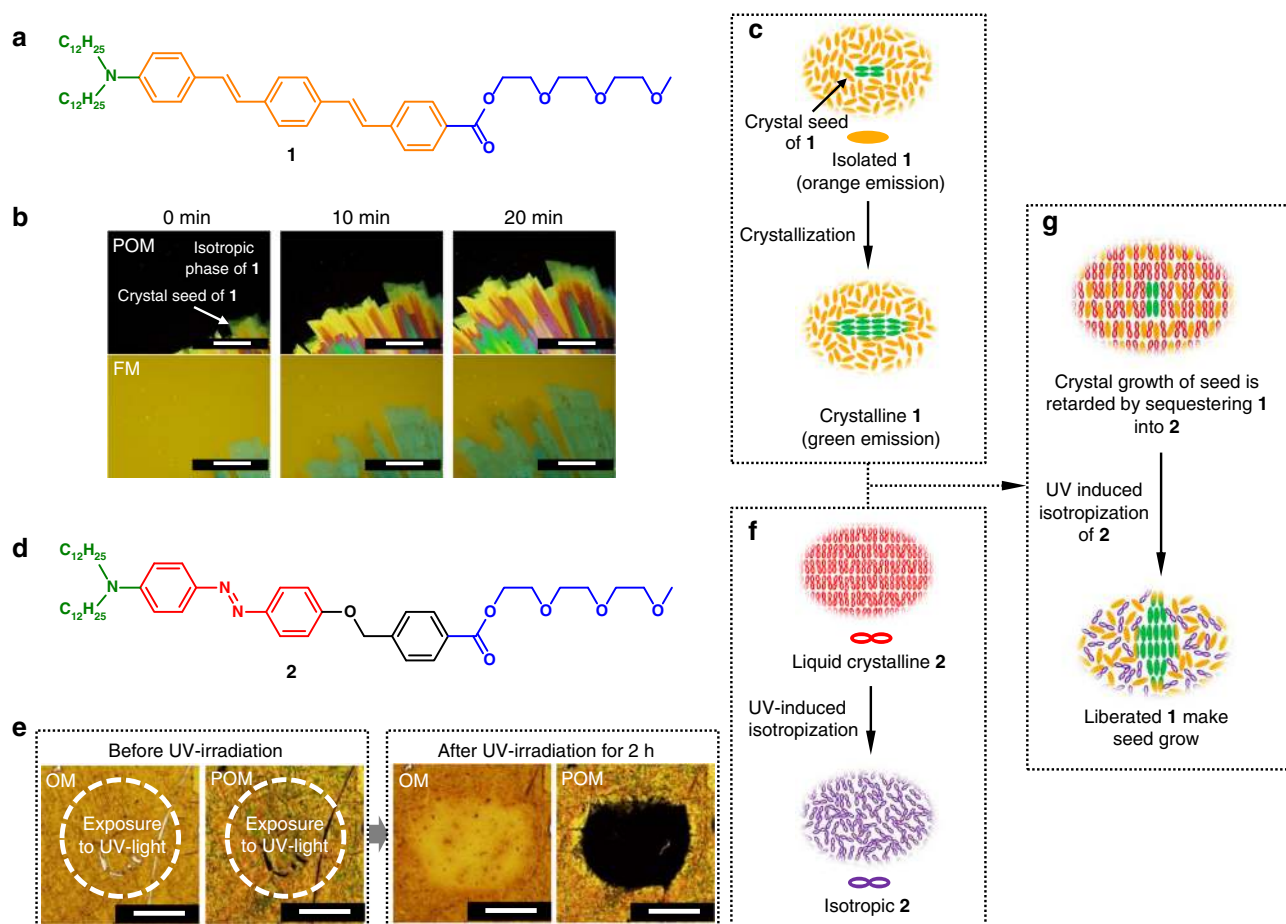 a
C12H25
N
C12H25
O
O
O
O
O
1
b
0 min
10 min
20 min
POM
Isotropic
phase of 1
Crystal seed of 1
FM
c
Crystal seed
of 1
Isolated 1
(orange emission)
Crystallization
Crystalline 1
(green emission)
d
C12H25
N
C12H25
N
N
O
O
O
O
O
O
2
e
Before UV-irradiation
OM
Exposure
to UV-light
POM
Exposure
to UV-light
After UV-irradiation for 2 h
OM
POM
f
Liquid crystalline 2
UV-induced
isotropization
Isotropic 2
g
Crystal growth of seed is
retarded by sequestering 1
into 2
UV induced
isotropization
of 2
Liberated 1 make
seed grow